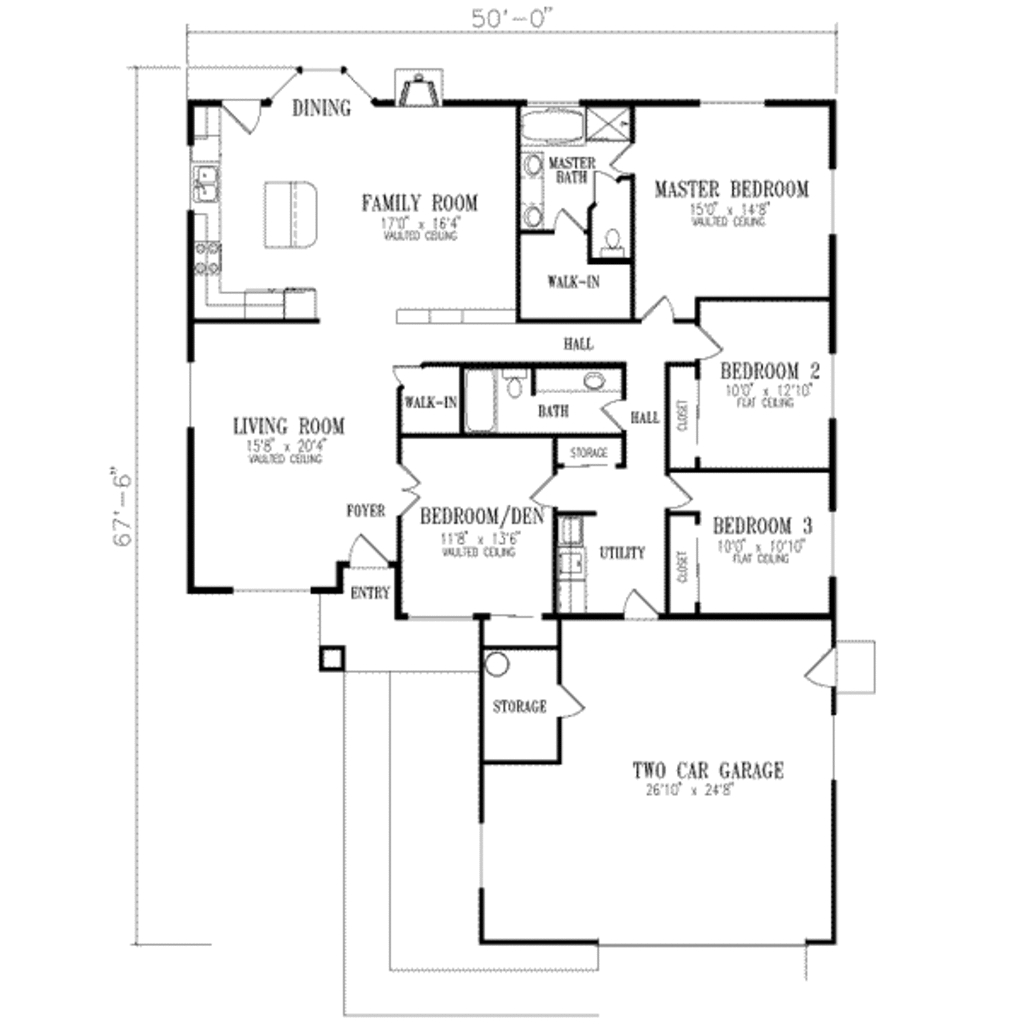 50'-0"
DINING
MASTER
BATH
MASTER BEDROOM
15'0" x 14'8"
VAULTED CEILING
FAMILY ROOM
17'0" x 16'4"
VAULTED CEILING
WALK-IN
HALL
BEDROOM 2
10'0" x 12'10"
FLAT CEILING
WALK-IN
BATH
HALL
CLOSET
LIVING ROOM
15'8" x 20'4"
VAULTED CEILING
STORAGE
67'-6"
FOYER
BEDROOM/DEN
11'8" x 13'6"
VAULTED CEILING
BEDROOM 3
10'0" x 10'10"
FLAT CEILING
UTILITY
CLOSET
ENTRY
STORAGE
TWO CAR GARAGE
26'10" x 24'8"